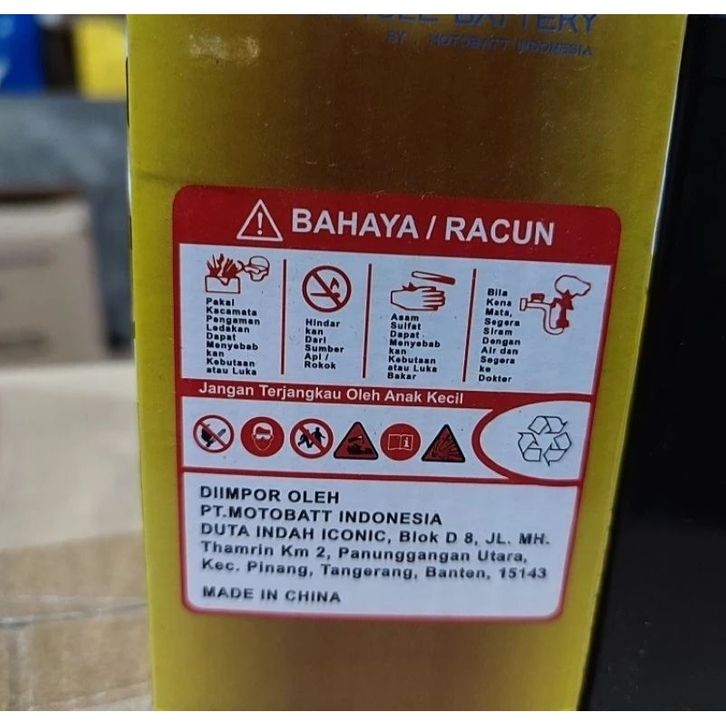 BATTERY
BY MOTOBATT INDONESIA
BAHAYA / RACUN
Pakai
Kacamata
Pengaman
Ledakan
Dapat
Menyebab
kan
Kebutaan
atau Luka
Hindar
kan
Dari
Sumber
Api /
Rokok
Asam
Sulfat
Dapat
Menyebab
kan
Kebutaan
atau Luka
Bakar
Bila
Kena
Mata,
Segera
Siram
Dengan
Air dan
Segera
ke
Dokter
Jangan Terjangkau Oleh Anak Kecil
DIIMPOR OLEH
PT.MOTOBATT INDONESIA
DUTA INDAH ICONIC, Blok D 8, JL. MH.
Thamrin Km 2, Panunggangan Utara,
Kec. Pinang, Tangerang, Banten, 15143
MADE IN CHINA